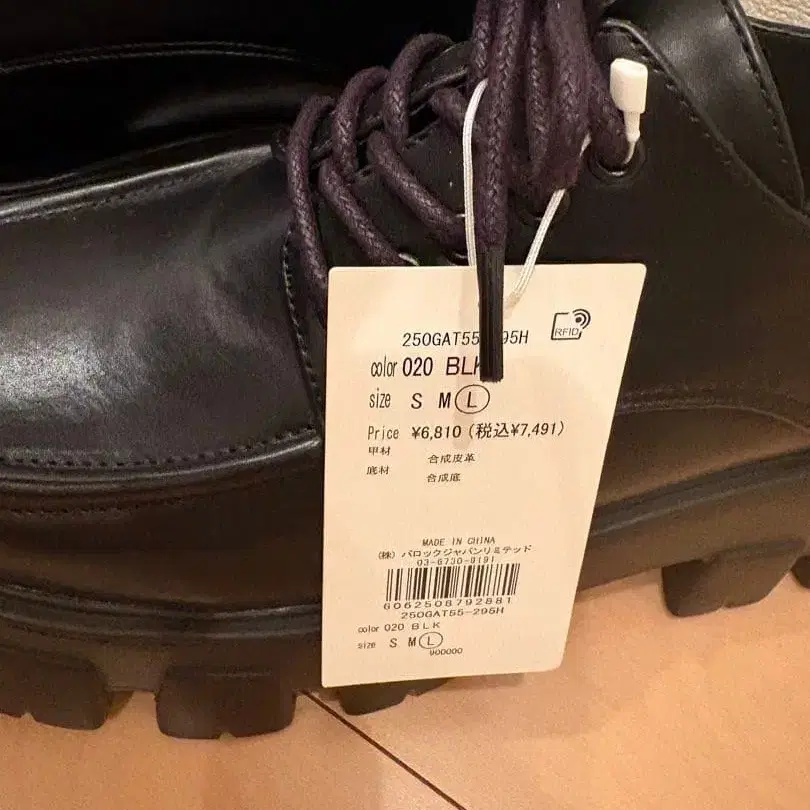 250GAT55-295H
RFID
color 020 BLK
size S M L
Price ¥6,810(税込¥7,491)
甲材 合成皮革
底材 合成底
MADE IN CHINA
(株) バロックジャパンリミテッド
03-6730-9191
6062508792881
250GAT55-295H
color 020 BLK
size S M L
900000